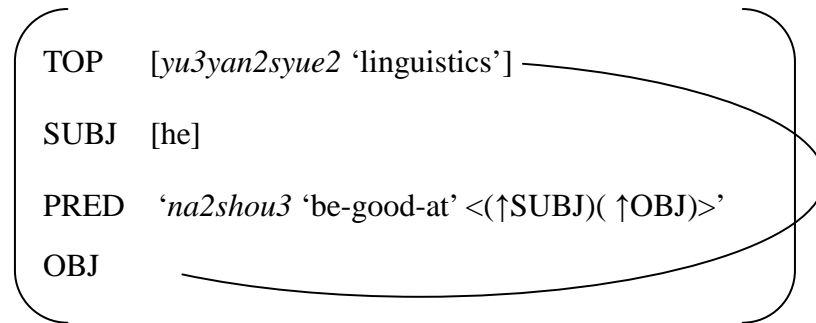 TOP [yu3yan2syue2 ‘linguistics’]
SUBJ [he]
PRED ‘na2shou3 ‘be-good-at’ <(↑SUBJ)( ↑OBJ)>’
OBJ